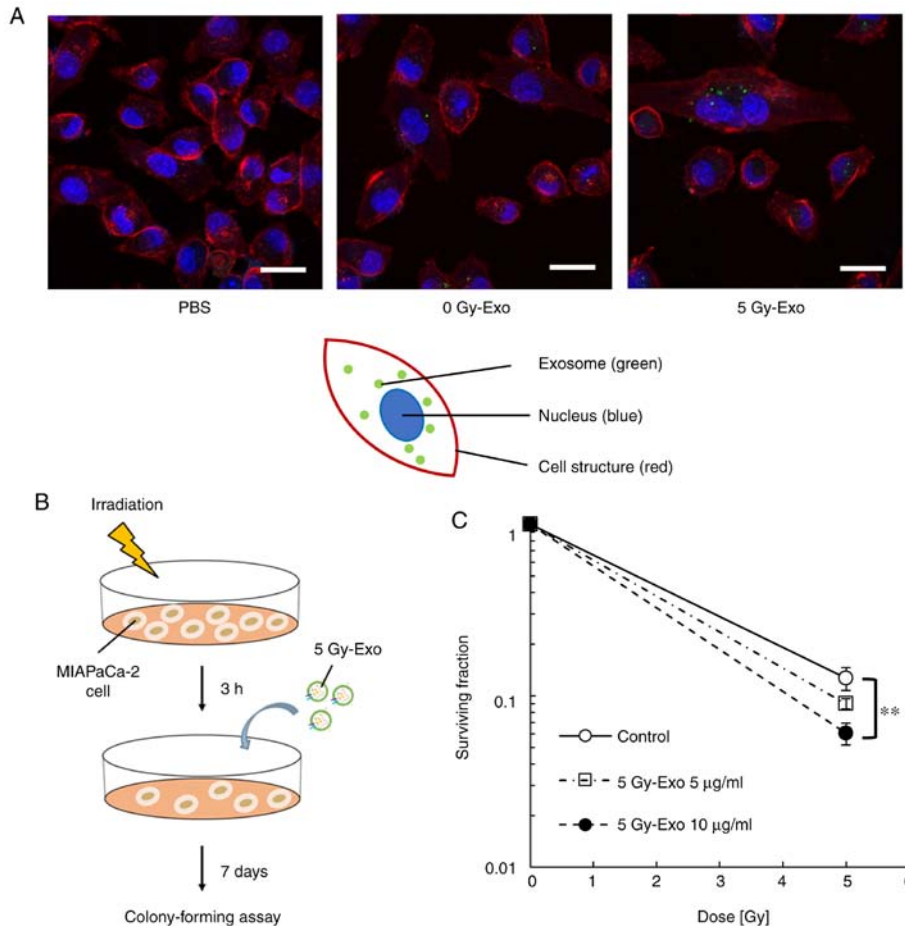 A
PBS
0 Gy-Exo
5 Gy-Exo
Exosome (green)
Nucleus (blue)
Cell structure (red)
B
Irradiation
MIAPaCa-2
cell
3 h
5 Gy-Exo
7 days
Colony-forming assay
C
1
0.1
0.01
Surviving fraction
**
Control
5 Gy-Exo 5 μg/ml
5 Gy-Exo 10 μg/ml
0 1 2 3 4 5 6
Dose [Gy]